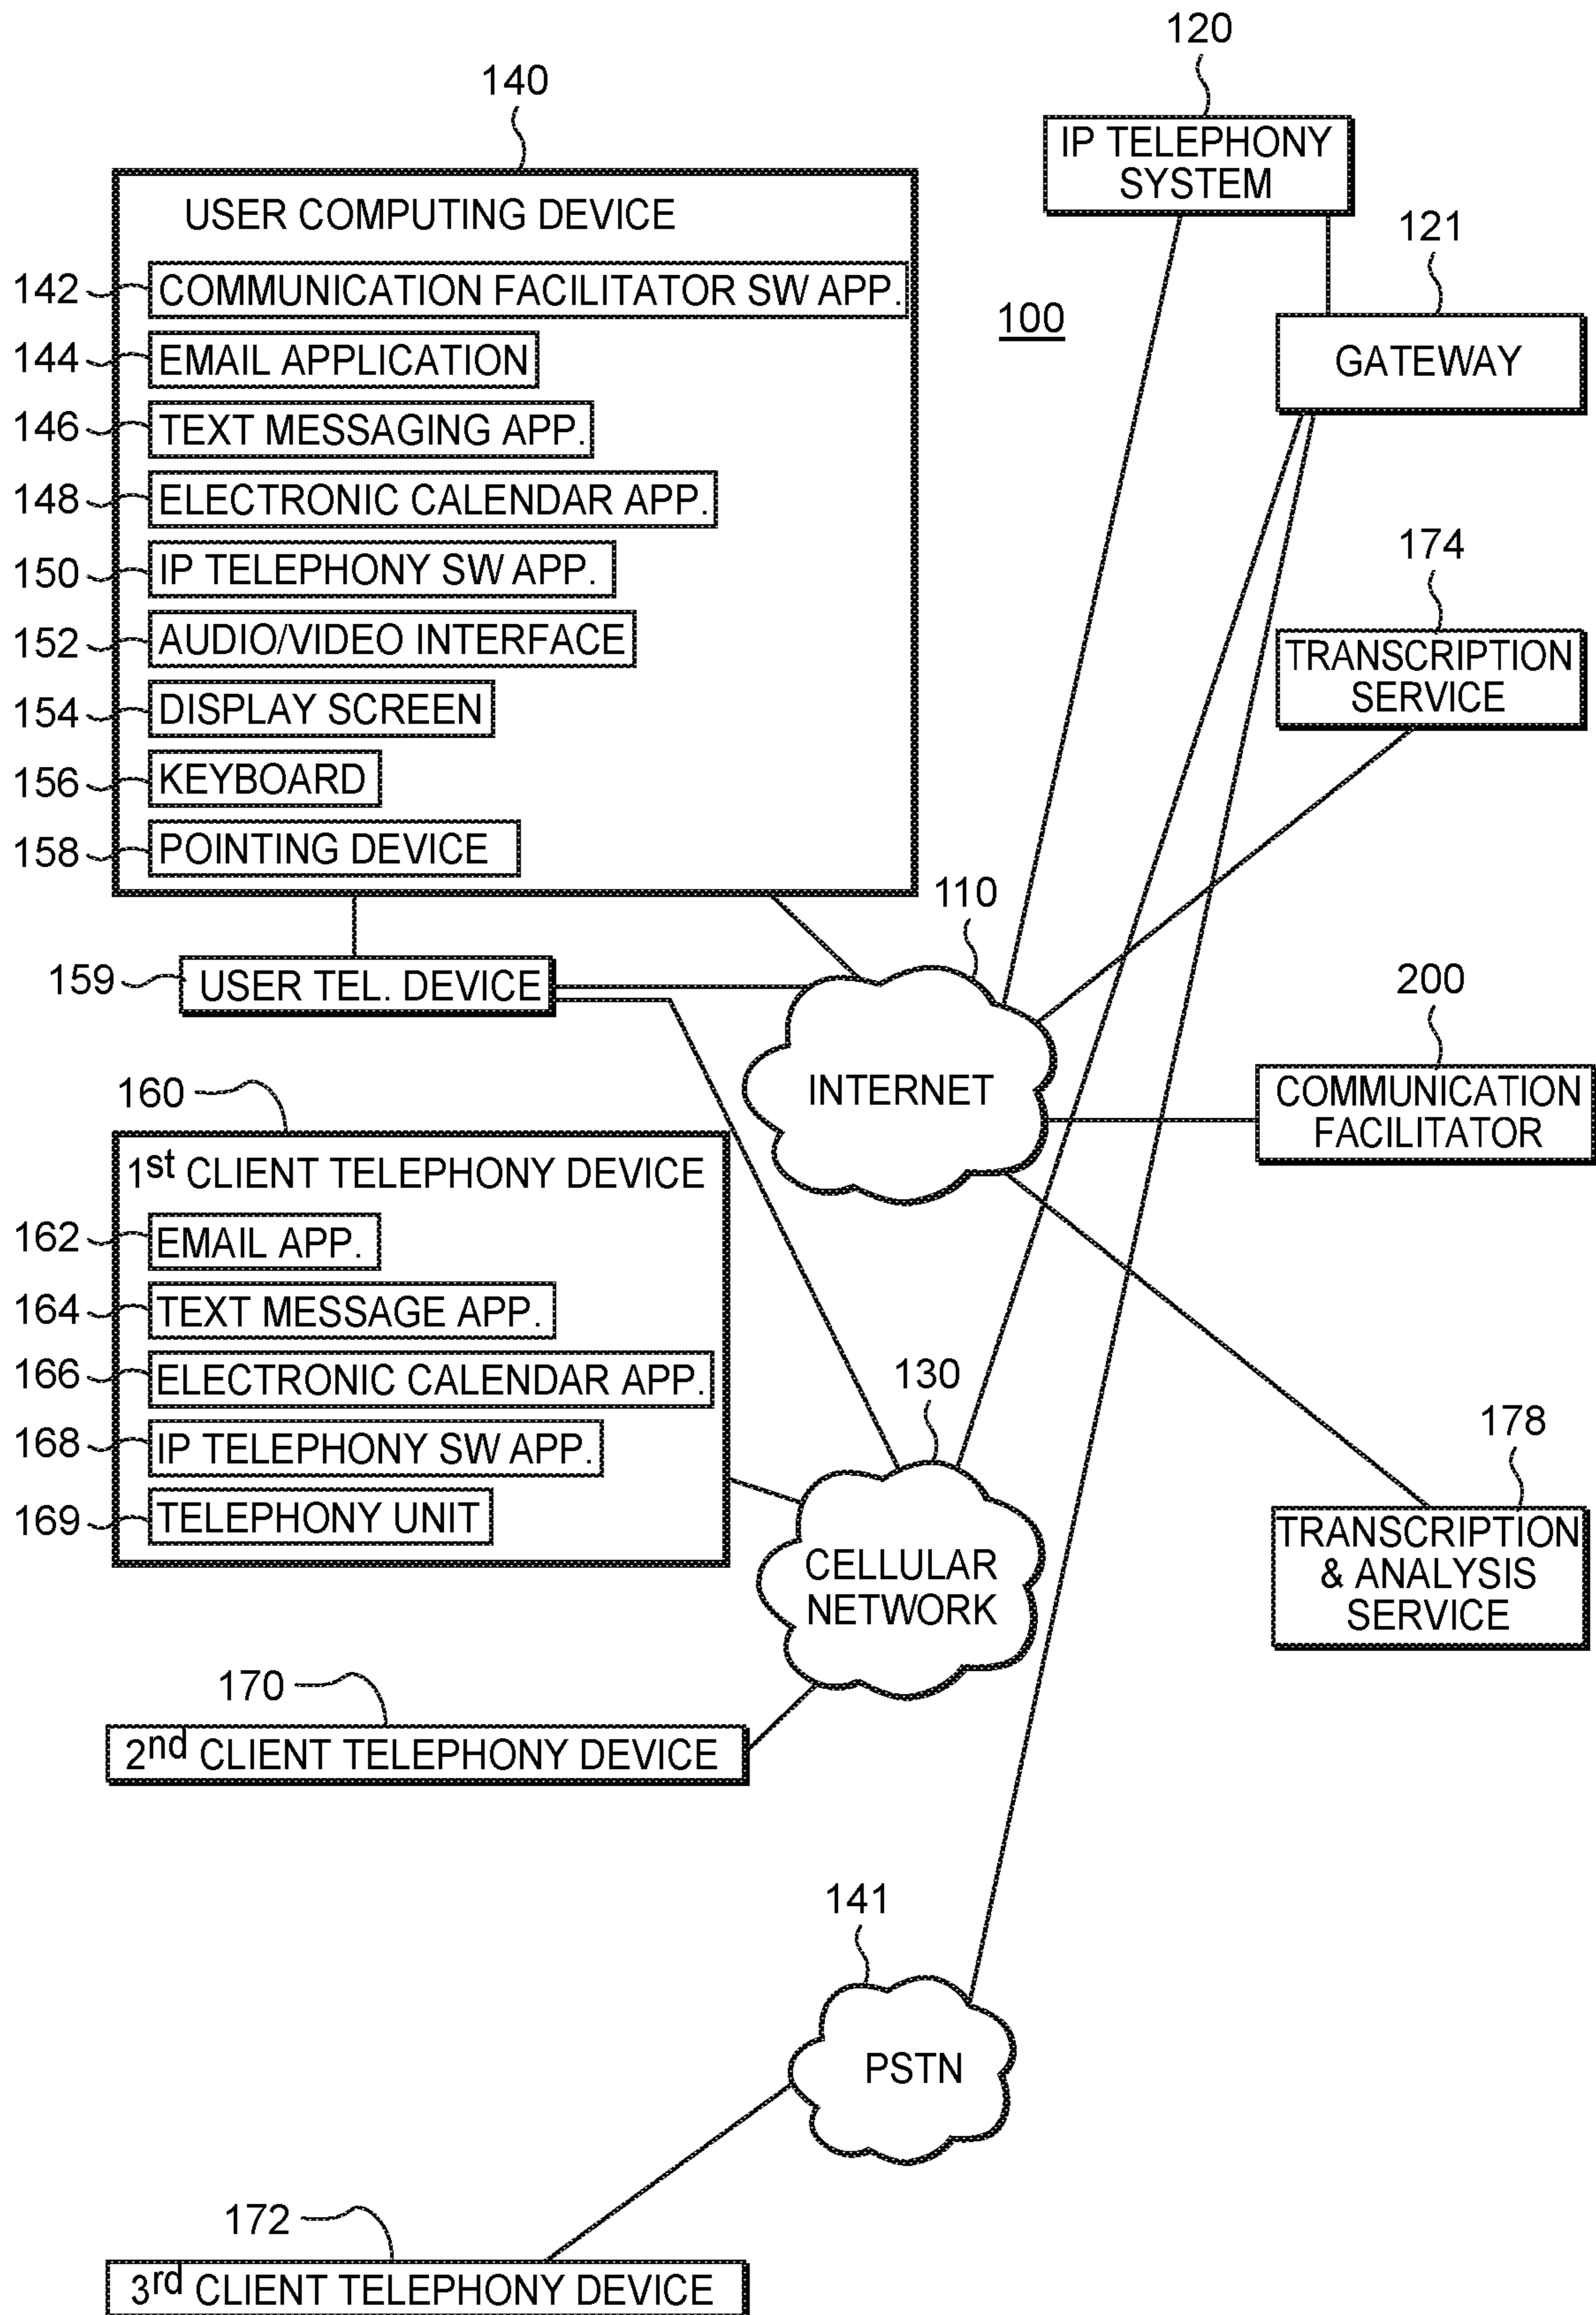 120
IP TELEPHONY
SYSTEM
140
USER COMPUTING DEVICE
142
COMMUNICATION FACILITATOR SW APP.
144
EMAIL APPLICATION
146
TEXT MESSAGING APP.
148
ELECTRONIC CALENDAR APP.
150
IP TELEPHONY SW APP.
152
AUDIO/VIDEO INTERFACE
154
DISPLAY SCREEN
156
KEYBOARD
158
POINTING DEVICE
100
121
GATEWAY
174
TRANSCRIPTION
SERVICE
159
USER TEL. DEVICE
110
INTERNET
200
COMMUNICATION
FACILITATOR
160
1st CLIENT TELEPHONY DEVICE
162
EMAIL APP.
164
TEXT MESSAGE APP.
166
ELECTRONIC CALENDAR APP.
168
IP TELEPHONY SW APP.
169
TELEPHONY UNIT
130
CELLULAR
NETWORK
178
TRANSCRIPTION
& ANALYSIS
SERVICE
170
2nd CLIENT TELEPHONY DEVICE
141
PSTN
172
3rd CLIENT TELEPHONY DEVICE